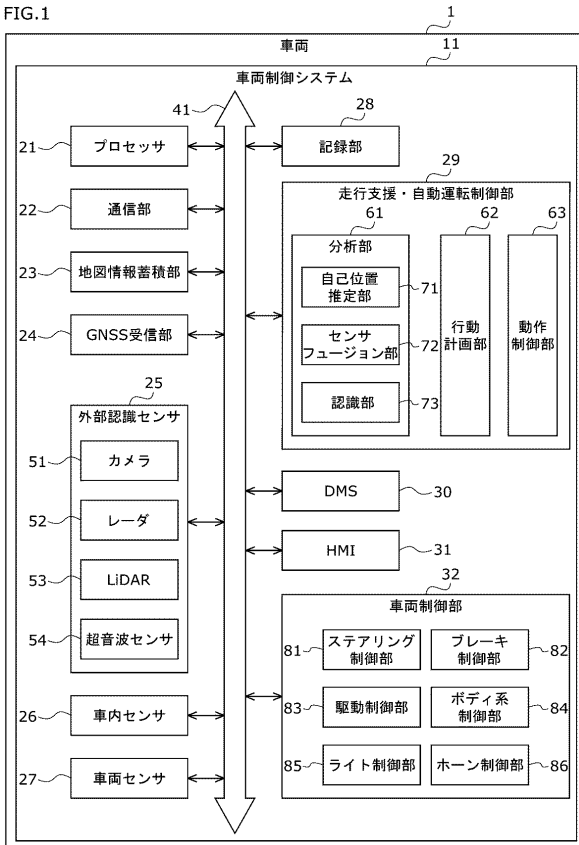 FIG.1
1
車両
11
車両制御システム
41
21
プロセッサ
22
通信部
23
地図情報蓄積部
24
GNSS受信部
25
外部認識センサ
51
カメラ
52
レーダ
53
LiDAR
54
超音波センサ
26
車内センサ
27
車両センサ
28
記録部
29
走行支援・自動運転制御部
61
分析部
自己位置
推定部
71
センサ
フュージョン部
72
認識部
73
62
行動
計画部
63
動作
制御部
DMS
30
HMI
31
32
車両制御部
81
ステアリング
制御部
ブレーキ
制御部
82
83
駆動制御部
ボディ系
制御部
84
85
ライト制御部
ホーン制御部
86